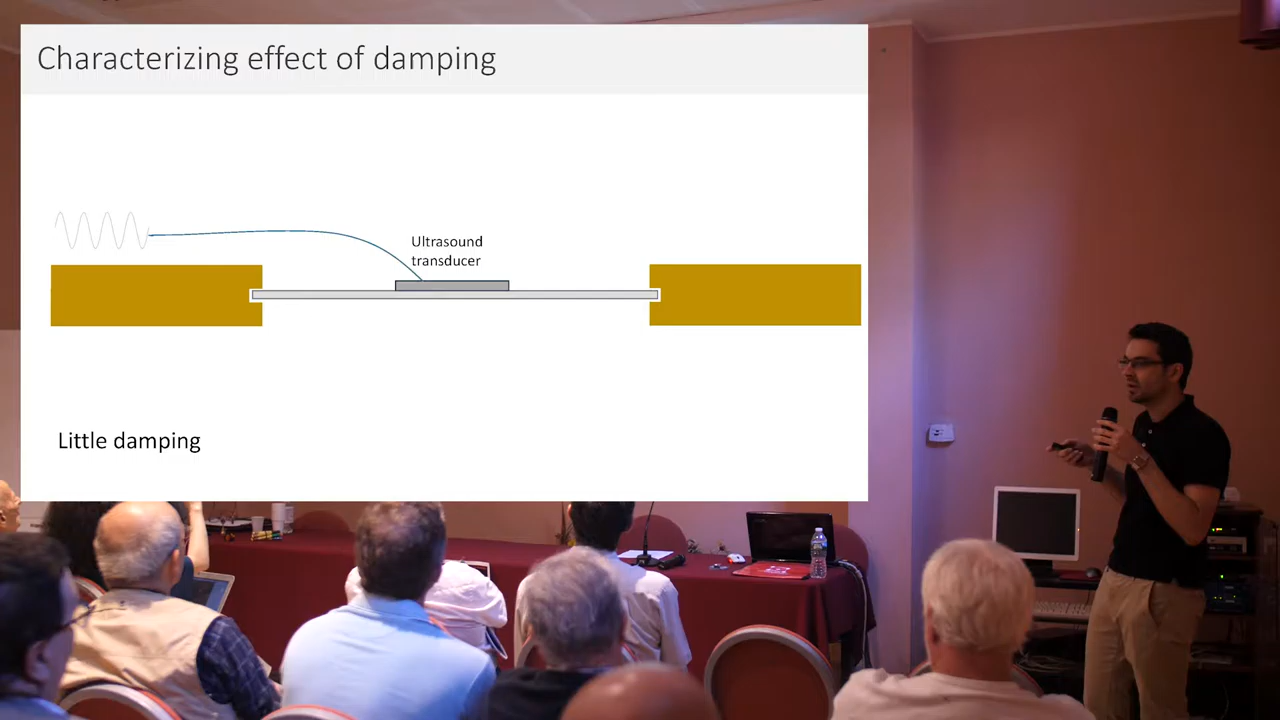 Characterizing effect of damping
Ultrasound
transducer
Little damping